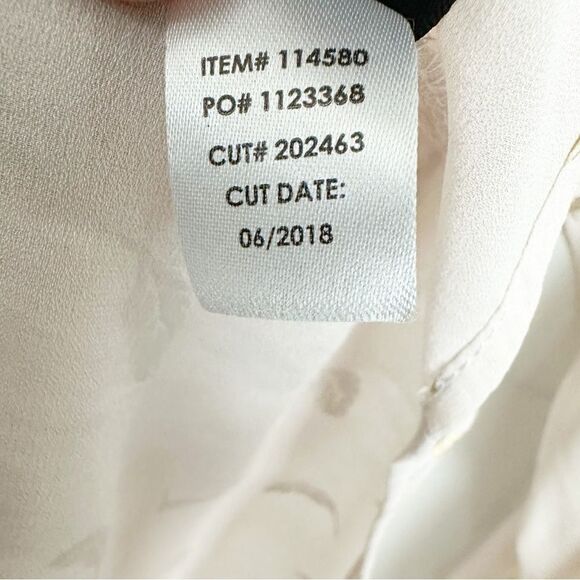 ITEM# 114580
PO# 1123368
CUT# 202463
CUT DATE:
06/2018